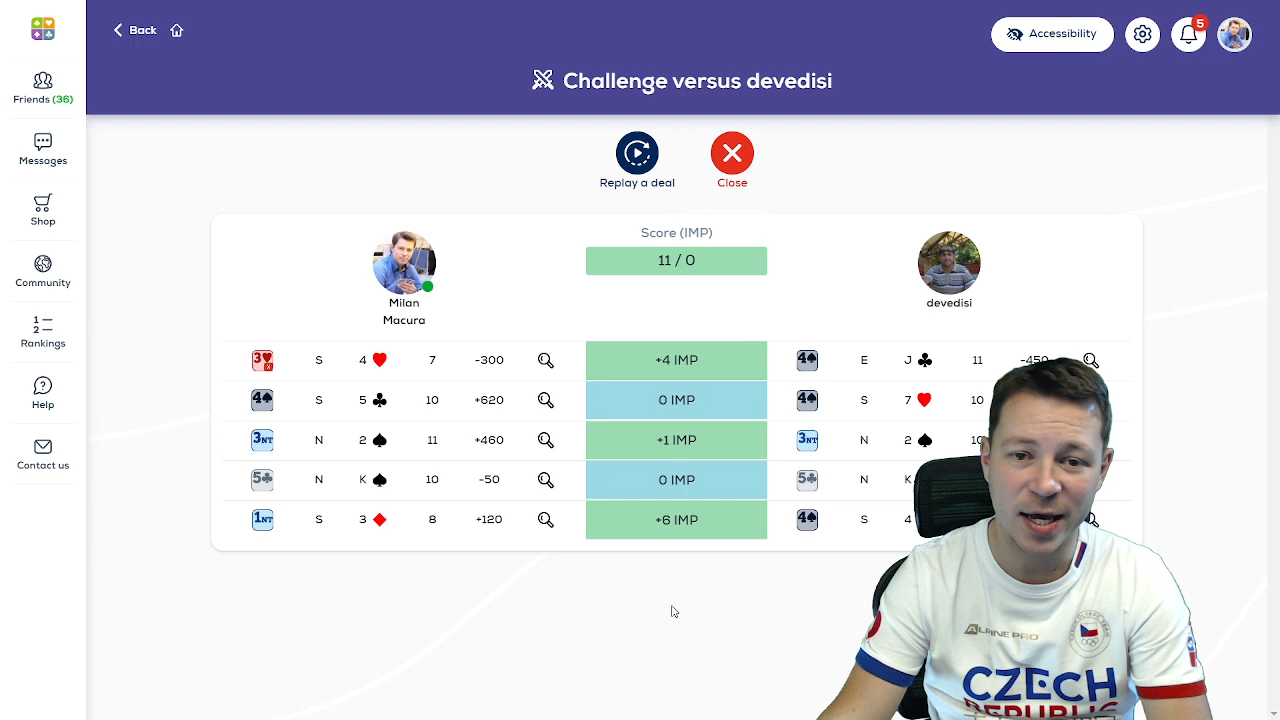 Back
Accessibility
5
Challenge versus devedisi
Friends (36)
Messages
Shop
Community
Rankings
1
2
Help
Contact us
Replay a deal
Close
Score (IMP)
11 / 0
Milan
Macura
devedisi
3♥ X S 4 ♥ 7 -300 +4 IMP 4♠ E J ♣ 11 -450
4♠ S 5 ♣ 10 +620 0 IMP 4♠ S 7 ♥ 10
3NT N 2 ♠ 11 +460 +1 IMP 3NT N 2 ♠ 10
5♣ N K ♠ 10 -50 0 IMP 5♣ N K
1NT S 3 ♦ 8 +120 +6 IMP 4♠ S 4
ALPINE PRO
CZECH
REPUBLIC